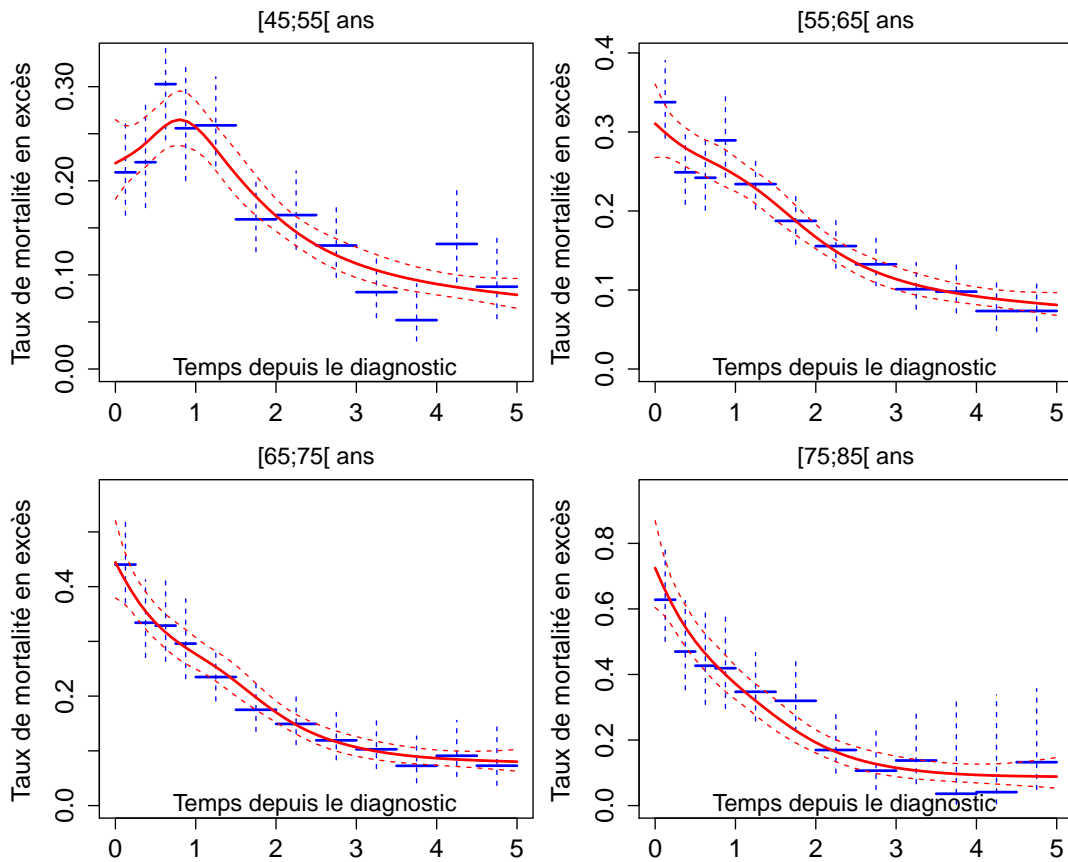 [45;55[ ans
Taux de mortalité en excès
0.00 0.10 0.20 0.30
Temps depuis le diagnostic
0 1 2 3 4 5
[55;65[ ans
Taux de mortalité en excès
0.0 0.1 0.2 0.3 0.4
Temps depuis le diagnostic
0 1 2 3 4 5
[65;75[ ans
Taux de mortalité en excès
0.0 0.2 0.4
Temps depuis le diagnostic
0 1 2 3 4 5
[75;85[ ans
Taux de mortalité en excès
0.0 0.2 0.4 0.6 0.8
Temps depuis le diagnostic
0 1 2 3 4 5